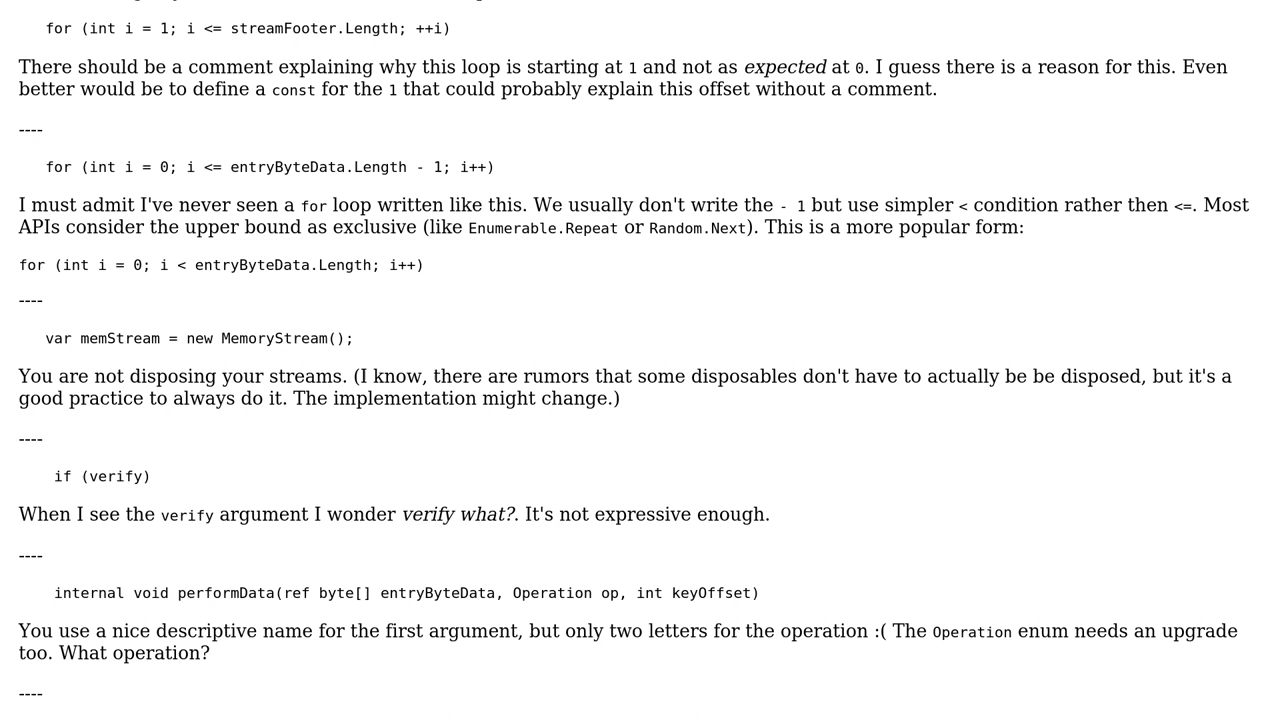 for (int i = 1; i <= streamFooter.Length; ++i)
There should be a comment explaining why this loop is starting at 1 and not as expected at 0. I guess there is a reason for this. Even
better would be to define a const for the 1 that could probably explain this offset without a comment.
----
for (int i = 0; i <= entryByteData.Length - 1; i++)
I must admit I've never seen a for loop written like this. We usually don't write the - 1 but use simpler < condition rather then <=. Most
APIs consider the upper bound as exclusive (like Enumerable.Repeat or Random.Next). This is a more popular form:
for (int i = 0; i < entryByteData.Length; i++)
----
var memStream = new MemoryStream();
You are not disposing your streams. (I know, there are rumors that some disposables don't have to actually be be disposed, but it's a
good practice to always do it. The implementation might change.)
----
if (verify)
When I see the verify argument I wonder verify what?. It's not expressive enough.
----
internal void performData(ref byte[] entryByteData, Operation op, int keyOffset)
You use a nice descriptive name for the first argument, but only two letters for the operation :( The Operation enum needs an upgrade
too. What operation?
----